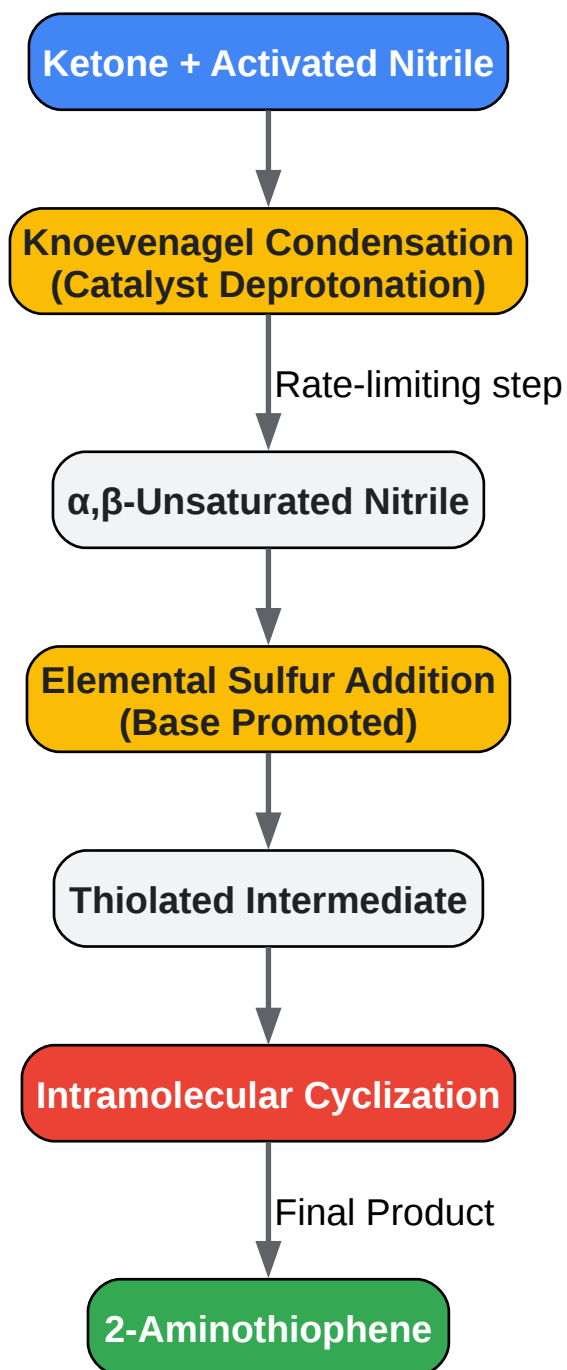 Ketone + Activated Nitrile
Knoevenagel Condensation
(Catalyst Deprotonation)
Rate-limiting step
α,β-Unsaturated Nitrile
Elemental Sulfur Addition
(Base Promoted)
Thiolated Intermediate
Intramolecular Cyclization
Final Product
2-Aminothiophene